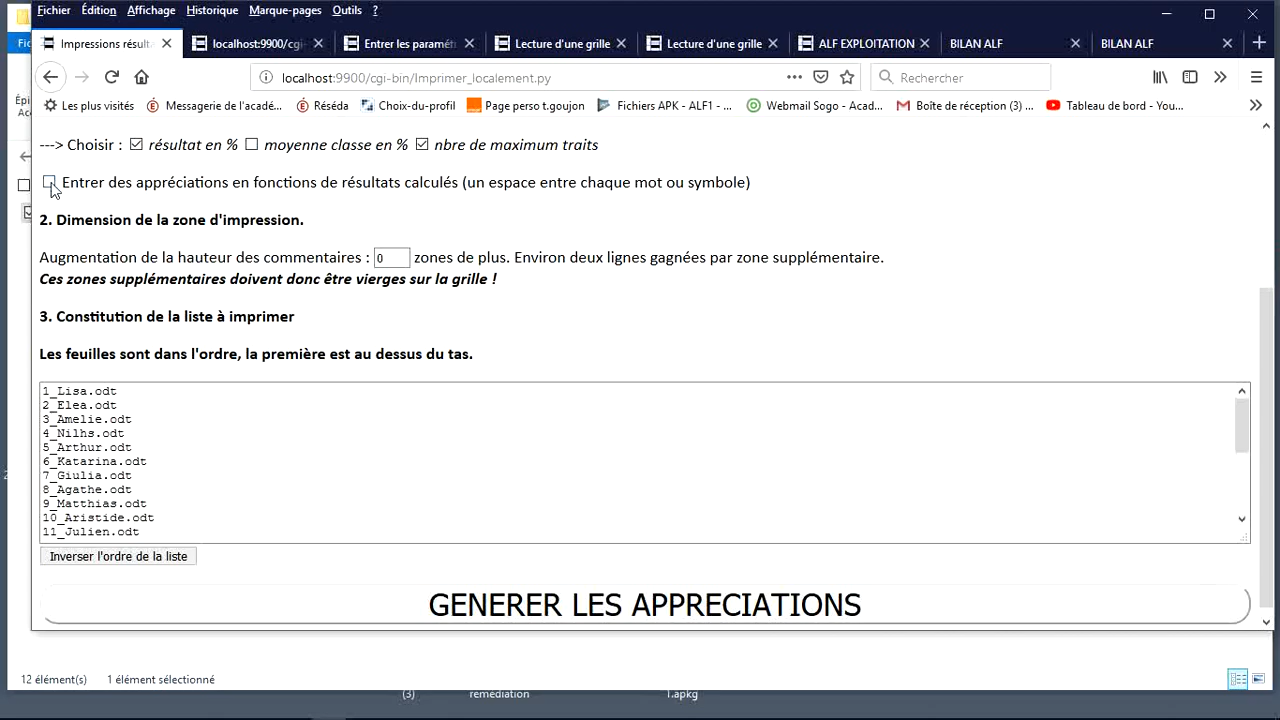 Fichier Édition Affichage Historique Marque-pages Outils ?
Impressions résult localhost:9900/cgi- Entrer les paramét Lecture d'une grille Lecture d'une grille ALF EXPLOITATION BILAN ALF BILAN ALF
localhost:9900/cgi-bin/Imprimer_localement.py Rechercher
Les plus visités Messagerie de l'acadé... Réséda Choix-du-profil Page perso t.goujon Fichiers APK - ALF1 - ... Webmail Sogo - Acad... Boîte de réception (3) ... Tableau de bord - You...
---> Choisir : résultat en % moyenne classe en % nbre de maximum traits
Entrer des appréciations en fonctions de résultats calculés (un espace entre chaque mot ou symbole)
2. Dimension de la zone d'impression.
Augmentation de la hauteur des commentaires : 0 zones de plus. Environ deux lignes gagnées par zone supplémentaire.
Ces zones supplémentaires doivent donc être vierges sur la grille !
3. Constitution de la liste à imprimer
Les feuilles sont dans l'ordre, la première est au dessus du tas.
1_Lisa.odt
2_Elea.odt
3_Amelie.odt
4_Nilhs.odt
5_Arthur.odt
6_Katarina.odt
7_Giulia.odt
8_Agathe.odt
9_Matthias.odt
10_Aristide.odt
11_Julien.odt
Inverser l'ordre de la liste
GENERER LES APPRECIATIONS
12 élément(s) 1 élément sélectionné
(3) remediation 1.apkg